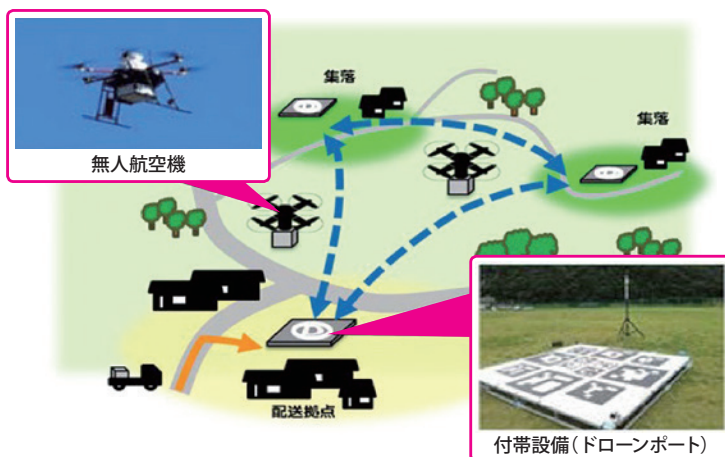 無人航空機
集落
集落
配送拠点
付帯設備(ドローンポート)